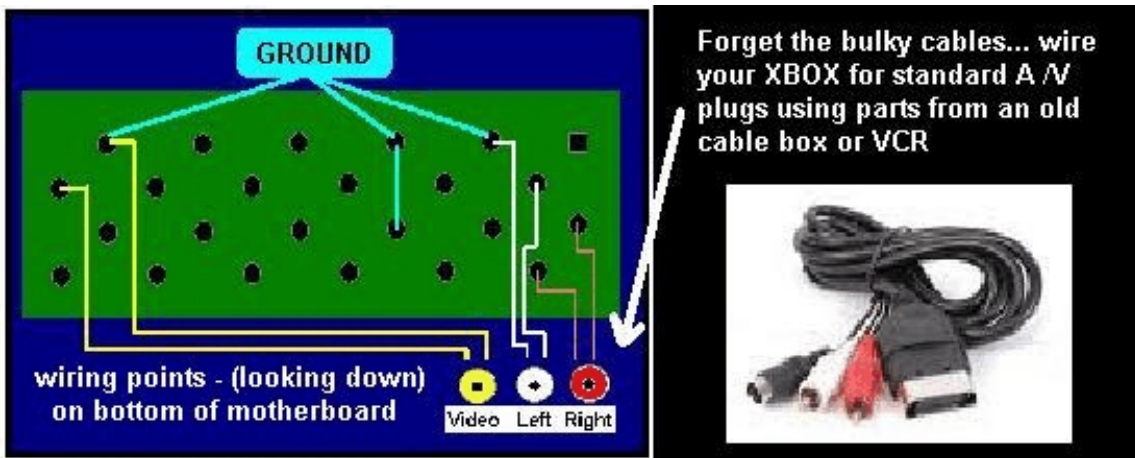 GROUND
wiring points - (looking down)
on bottom of motherboard
Video Left Right
Forget the bulky cables... wire
your XBOX for standard A /V
plugs using parts from an old
cable box or VCR